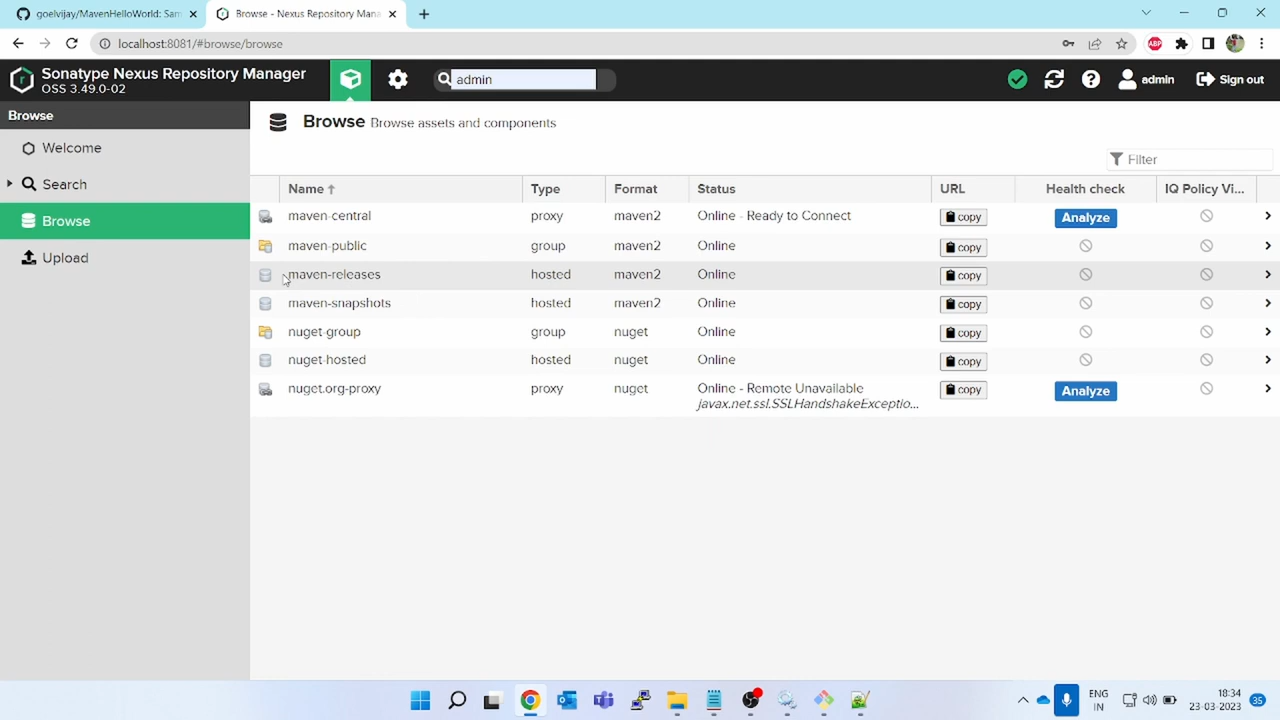 goelvijay/MavenHelloWorld: Sam
Browse - Nexus Repository Mana
localhost:8081/#browse/browse
ABP
Sonatype Nexus Repository Manager
OSS 3.49.0-02
admin
admin
Sign out
Browse
Welcome
Search
Browse
Upload
Browse Browse assets and components
Filter
Name Type Format Status URL Health check IQ Policy Vi...
maven-central proxy maven2 Online - Ready to Connect copy Analyze
maven-public group maven2 Online copy
maven-releases hosted maven2 Online copy
maven-snapshots hosted maven2 Online copy
nuget-group group nuget Online copy
nuget-hosted hosted nuget Online copy
nuget.org-proxy proxy nuget Online - Remote Unavailable copy Analyze
javax.net.ssl.SSLHandshakeExceptio...
ENG
IN
18:34
23-03-2023
35